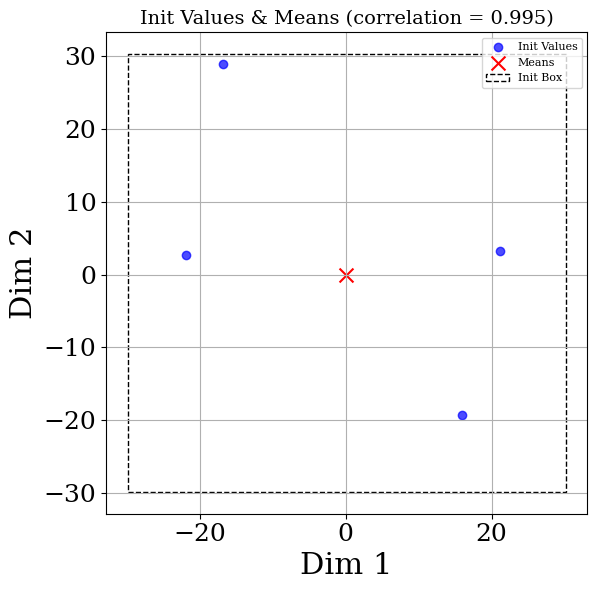 Init Values & Means (correlation = 0.995)
Init Values
Means
Init Box
30
20
10
0
−10
−20
−30
Dim 2
−20
0
20
Dim 1